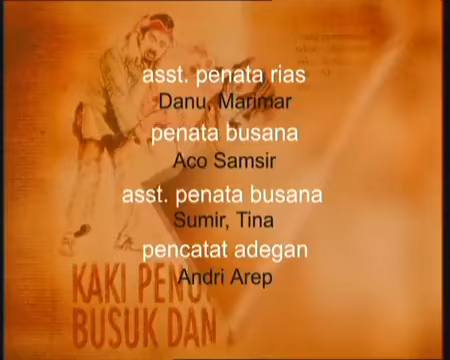 asst. penata rias
Danu, Marimar
penata busana
Aco Samsir
asst. penata busana
Sumir, Tina
pencatat adegan
Andri Arep
KAKI
BUSUK DAN